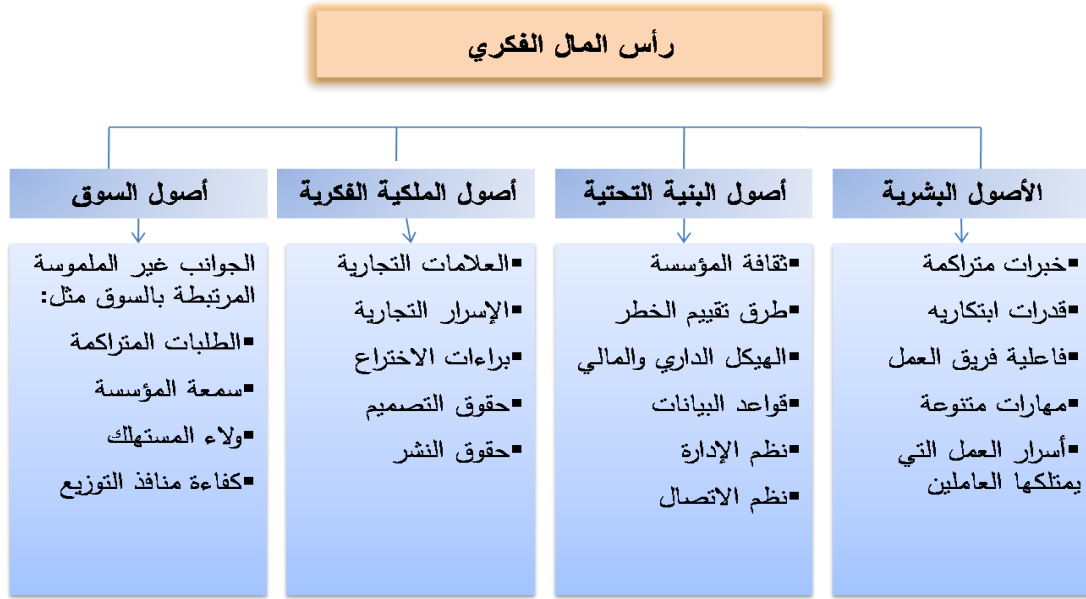 رأس المال الفكري
الأصول البشرية
▪خبرات متراكمة
▪قدرات ابتكاريه
▪فاعلية فريق العمل
▪مهارات متنوعة
▪أسرار العمل التي
يمتلكها العاملين
أصول البنية التحتية
▪ثقافة المؤسسة
▪طرق تقييم الخطر
▪الهيكل الداري والمالي
▪قواعد البيانات
▪نظم الإدارة
▪نظم الاتصال
أصول الملكية الفكرية
▪العلامات التجارية
▪الإسرار التجارية
▪براءات الاختراع
▪حقوق التصميم
▪حقوق النشر
أصول السوق
الجوانب غير الملموسة
المرتبطة بالسوق مثل:
▪الطلبات المتراكمة
▪سمعة المؤسسة
▪ولاء المستهلك
▪كفاءة منافذ التوزيع